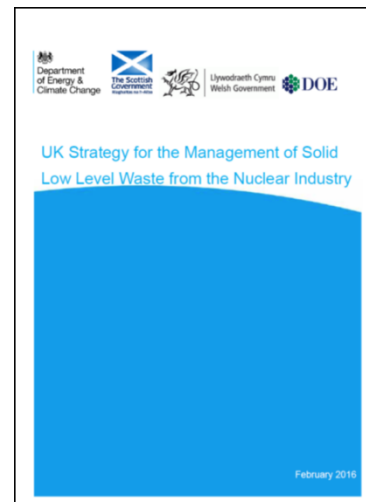 Department
of Energy &
Climate Change
The Scottish
Government
Llywodraeth Cymru
Welsh Government
DOE
UK Strategy for the Management of Solid
Low Level Waste from the Nuclear Industry
February 2016